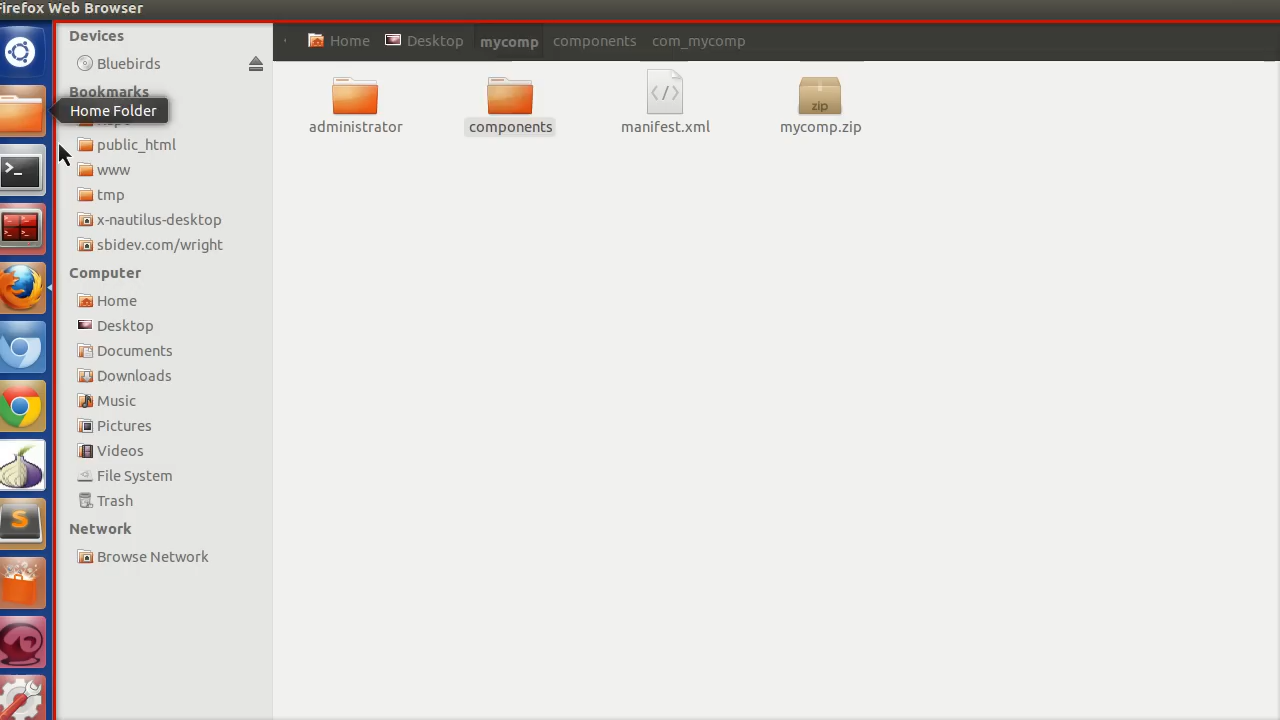 Firefox Web Browser
Devices
Bluebirds
Bookmarks
Home Folder
public_html
www
tmp
x-nautilus-desktop
sbidev.com/wright
Computer
Home
Desktop
Documents
Downloads
Music
Pictures
Videos
File System
Trash
Network
Browse Network
Home Desktop mycomp components com_mycomp
administrator components manifest.xml mycomp.zip
zip